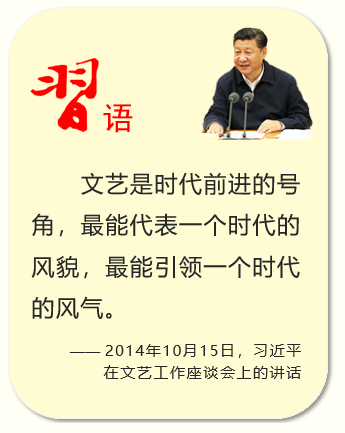 習语
文艺是时代前进的号
角，最能代表一个时代的
风貌，最能引领一个时代
的风气。
—— 2014年10月15日，习近平
在文艺工作座谈会上的讲话